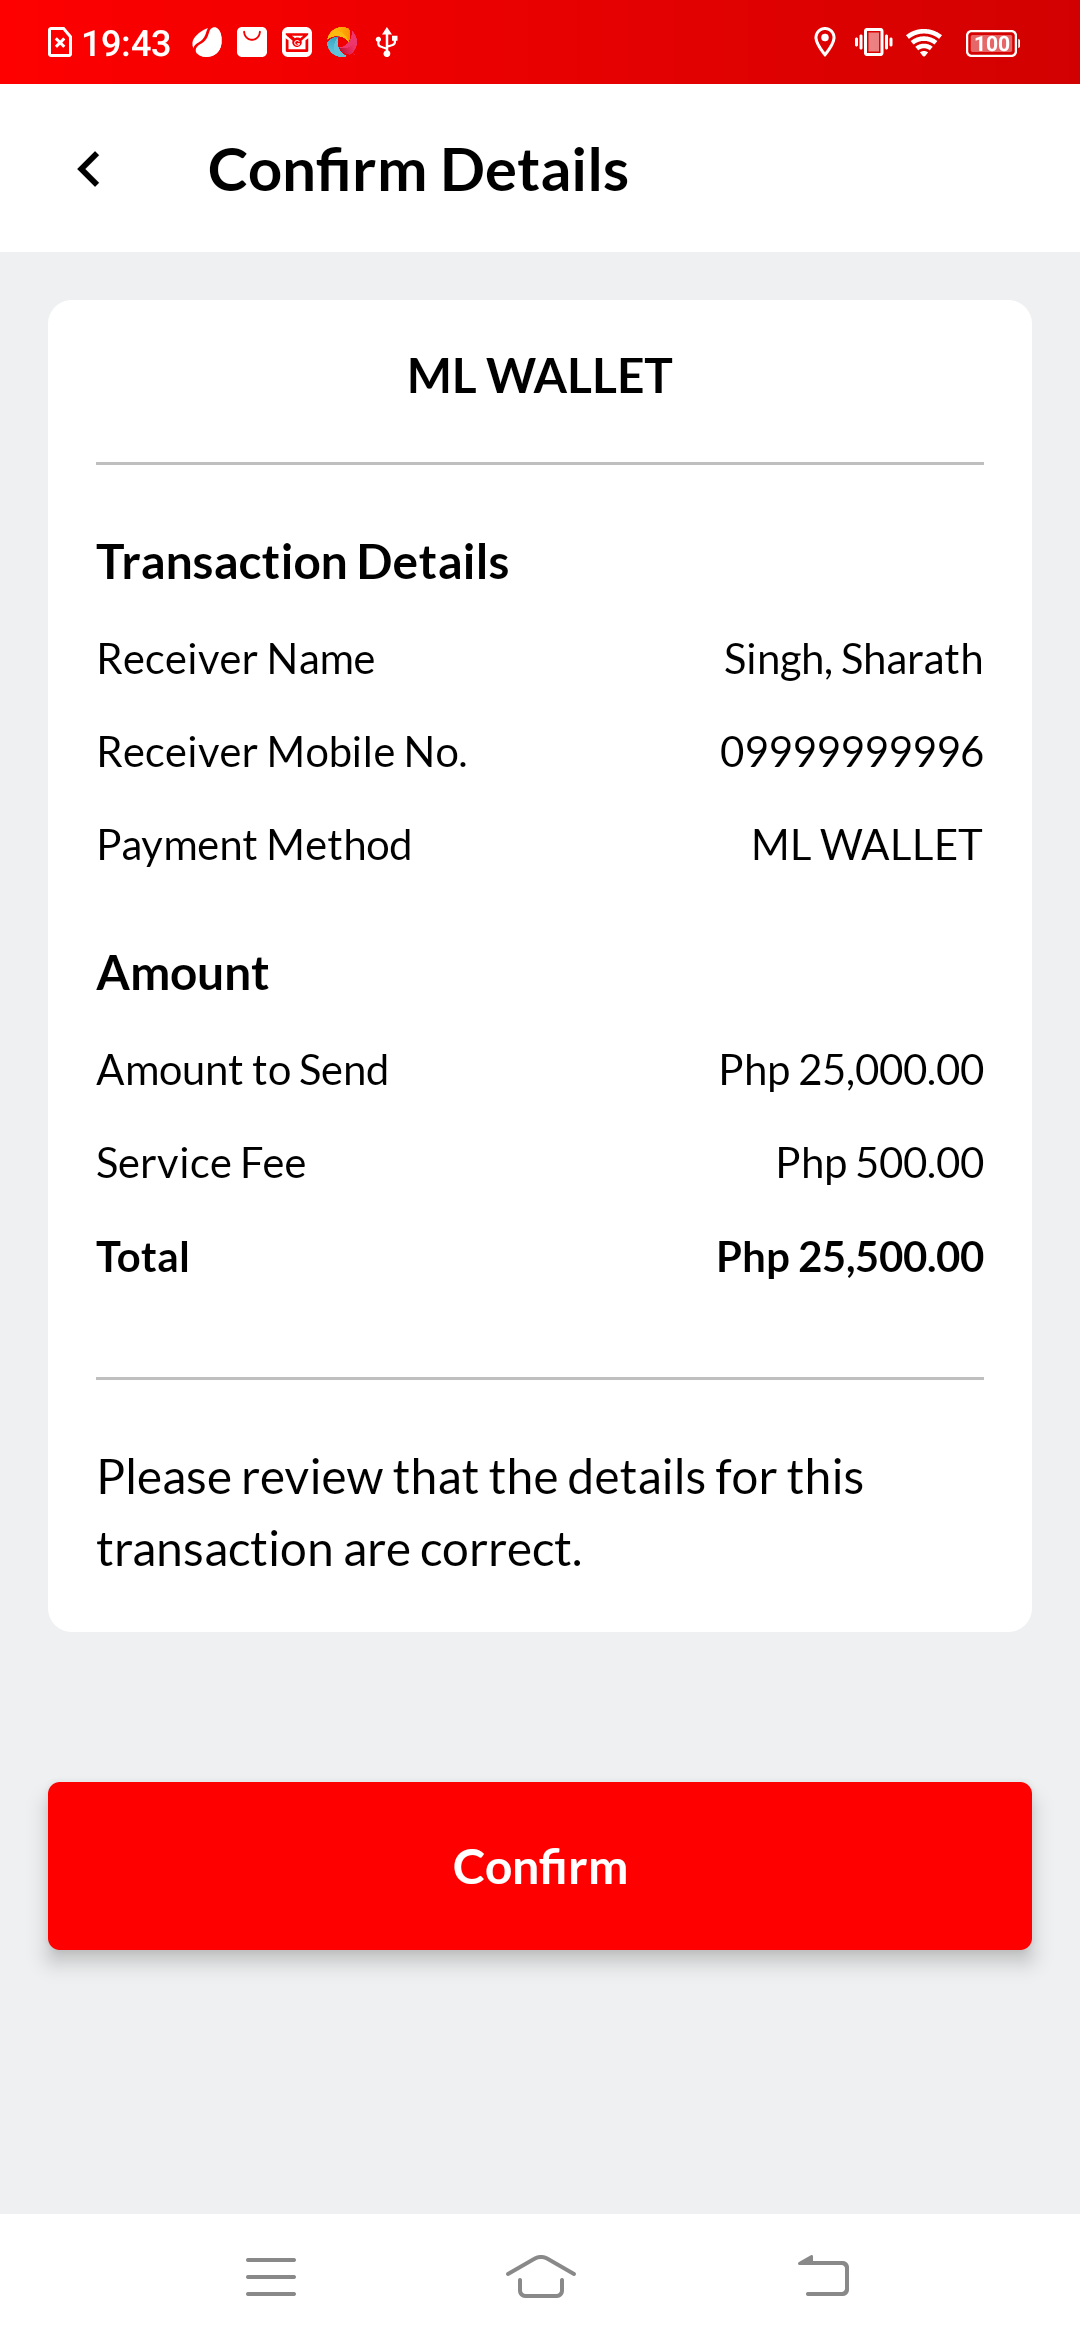 19:43
100
Confirm Details
ML WALLET
Transaction Details
Receiver Name Singh, Sharath
Receiver Mobile No. 09999999996
Payment Method ML WALLET
Amount
Amount to Send Php 25,000.00
Service Fee Php 500.00
Total Php 25,500.00
Please review that the details for this
transaction are correct.
Confirm